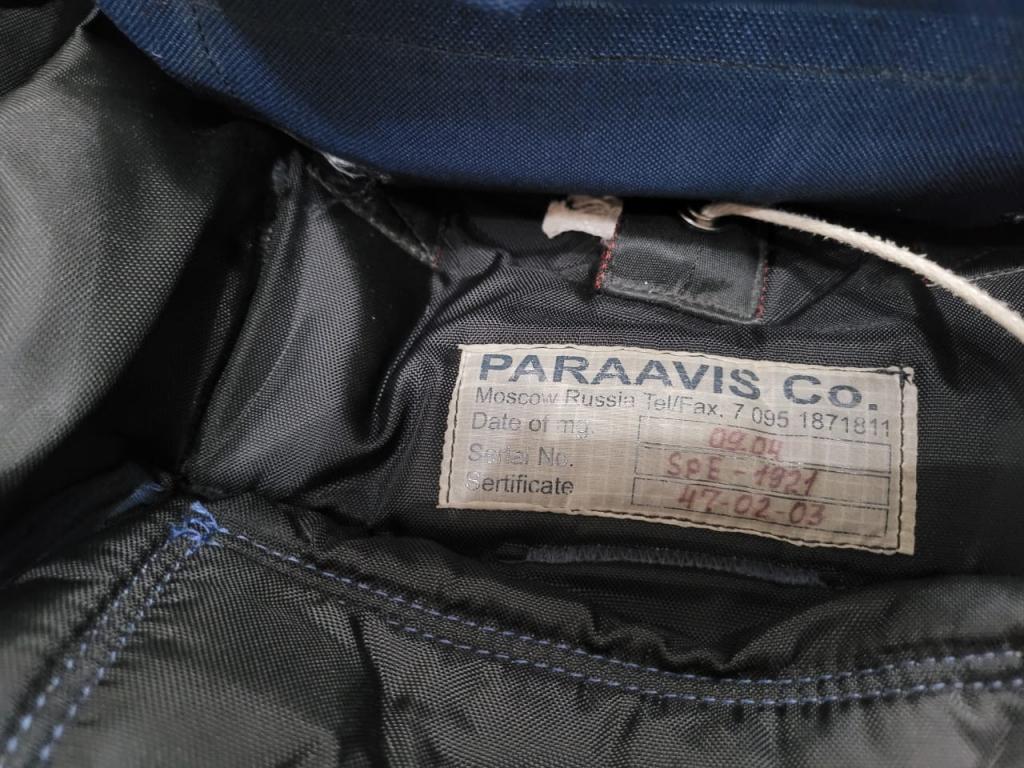 PARAAVIS Co.
Moscow Russia Tel/Fax. 7 095 1871811
Date of mg. 09.04
Serial No. SPE-1921
Sertificate 47-02-03